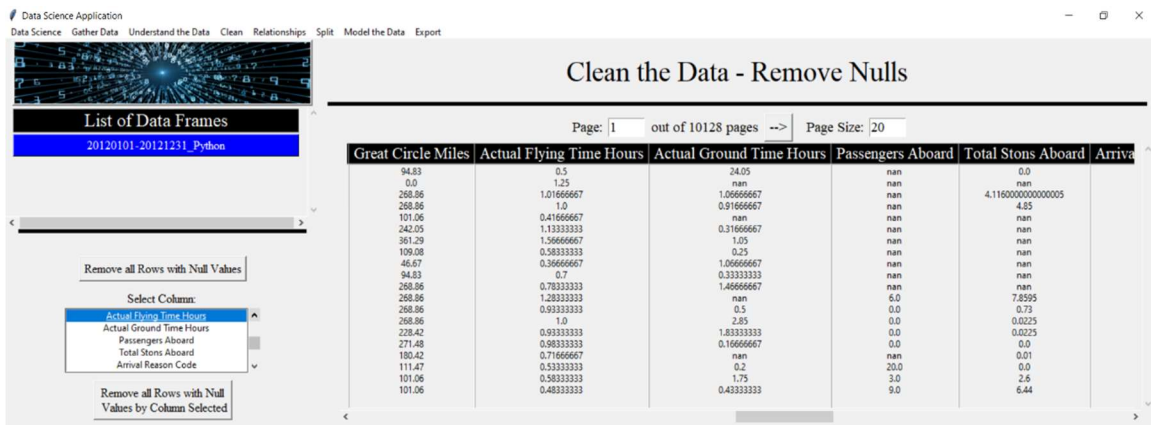 Data Science Application
Data Science Gather Data Understand the Data Clean Relationships Split Model the Data Export
Clean the Data - Remove Nulls
List of Data Frames
20120101-20121231_Python
Page: 1 out of 10128 pages --> Page Size: 20
Great Circle Miles Actual Flying Time Hours Actual Ground Time Hours Passengers Aboard Total Stons Aboard Arriva
94.83 0.5 24.05 nan 0.0
0.0 1.25 nan nan nan
268.86 1.01666667 1.06666667 nan 4.1160000000000005
268.86 1.0 0.91666667 nan 4.85
101.06 0.41666667 nan nan nan
242.05 1.13333333 0.31666667 nan nan
361.29 1.56666667 1.05 nan nan
109.08 0.58333333 0.25 nan nan
46.67 0.36666667 1.06666667 nan nan
94.83 0.7 0.33333333 nan nan
268.86 0.78333333 1.46666667 nan nan
268.86 1.28333333 nan 6.0 7.8595
268.86 0.93333333 0.5 0.0 0.73
268.86 1.0 2.85 0.0 0.0225
228.42 0.93333333 1.83333333 0.0 0.0225
271.48 0.98333333 0.16666667 0.0 0.0
180.42 0.71666667 nan nan 0.01
111.47 0.53333333 0.2 20.0 0.0
101.06 0.58333333 1.75 3.0 2.6
101.06 0.48333333 0.43333333 9.0 6.44
Remove all Rows with Null Values
Select Column:
Actual Flying Time Hours
Actual Ground Time Hours
Passengers Aboard
Total Stons Aboard
Arrival Reason Code
Remove all Rows with Null
Values by Column Selected